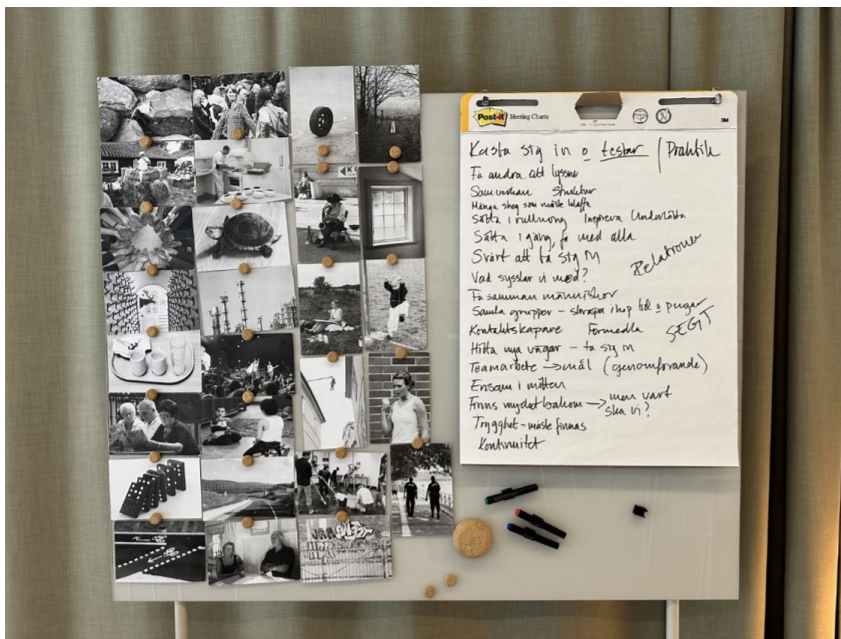 Post-it Meeting Charts
3M
Kasta sig in o testar / Praktik
Få andra att lyssna
Samverkan Struktur
Många steg som måste klaffa
Sätta i rullning Inspirera Underlätta
Sätta i gång, få med alla
Svårt att ta sig in
Relationer
Vad sysslar vi med?
Få samman människor
Samla grupper - skrapa ihop tid o pengar
SEGT
Kontaktskapare Förmedla
Hitta nya vägar - ta sig in
Teamarbete → mål (genomförande)
Ensam i mitten
Finns mycket bakom → men vart
ska vi?
Trygghet - måste finnas
Kontinuitet